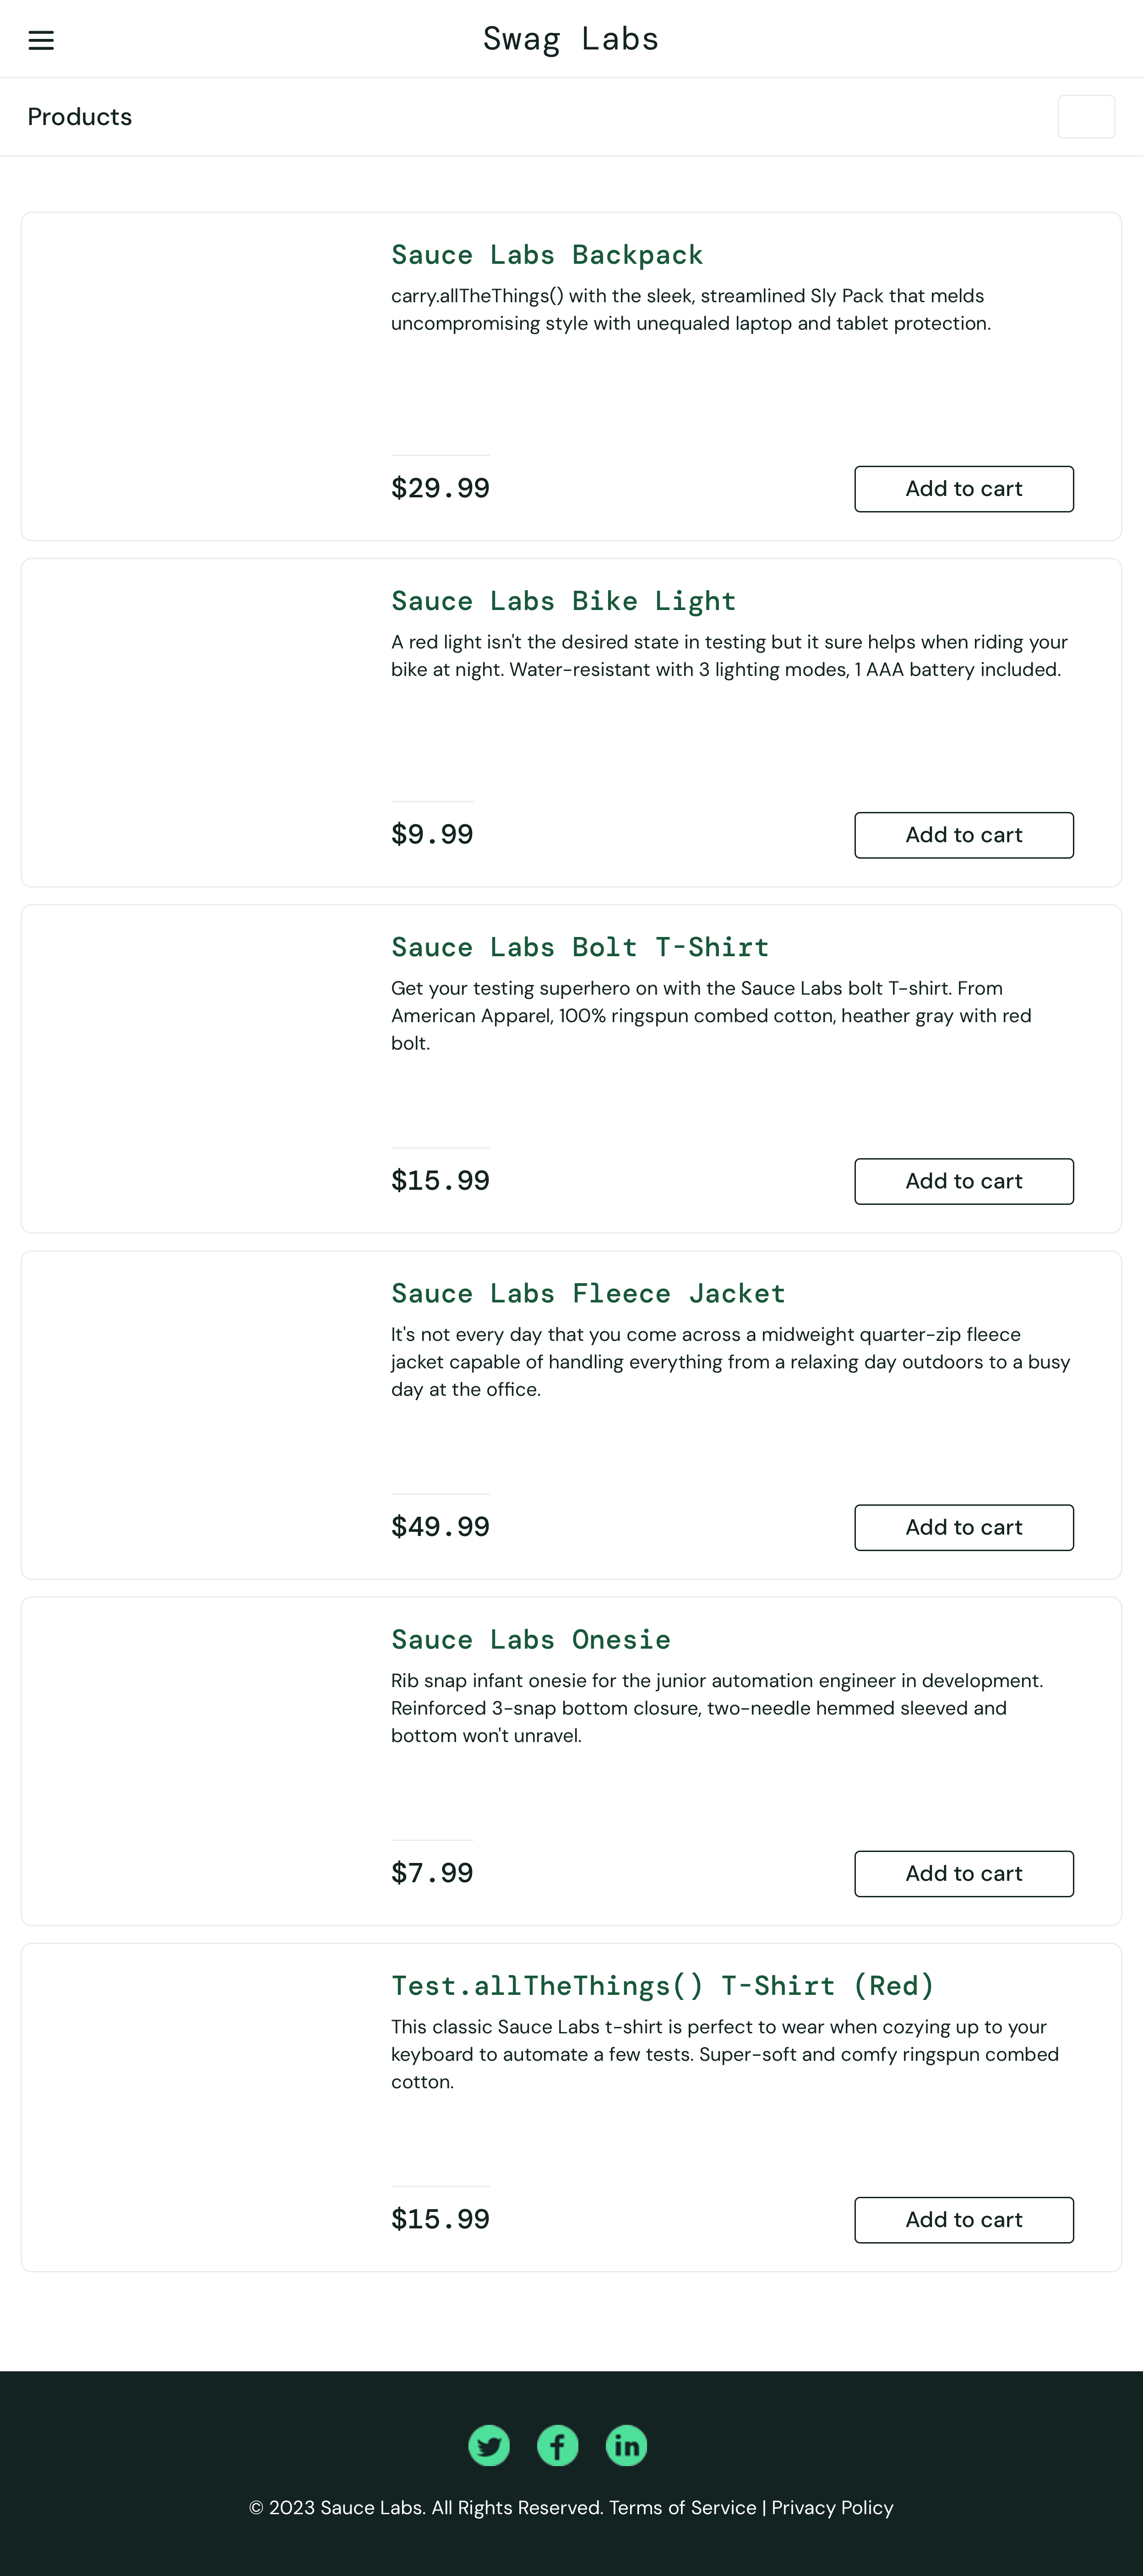 Swag Labs
Products
Sauce Labs Backpack
carry.allTheThings() with the sleek, streamlined Sly Pack that melds
uncompromising style with unequaled laptop and tablet protection.
$29.99
Add to cart
Sauce Labs Bike Light
A red light isn't the desired state in testing but it sure helps when riding your
bike at night. Water-resistant with 3 lighting modes, 1 AAA battery included.
$9.99
Add to cart
Sauce Labs Bolt T-Shirt
Get your testing superhero on with the Sauce Labs bolt T-shirt. From
American Apparel, 100% ringspun combed cotton, heather gray with red
bolt.
$15.99
Add to cart
Sauce Labs Fleece Jacket
It's not every day that you come across a midweight quarter-zip fleece
jacket capable of handling everything from a relaxing day outdoors to a busy
day at the office.
$49.99
Add to cart
Sauce Labs Onesie
Rib snap infant onesie for the junior automation engineer in development.
Reinforced 3-snap bottom closure, two-needle hemmed sleeved and
bottom won't unravel.
$7.99
Add to cart
Test.allTheThings() T-Shirt (Red)
This classic Sauce Labs t-shirt is perfect to wear when cozying up to your
keyboard to automate a few tests. Super-soft and comfy ringspun combed
cotton.
$15.99
Add to cart
© 2023 Sauce Labs. All Rights Reserved. Terms of Service | Privacy Policy